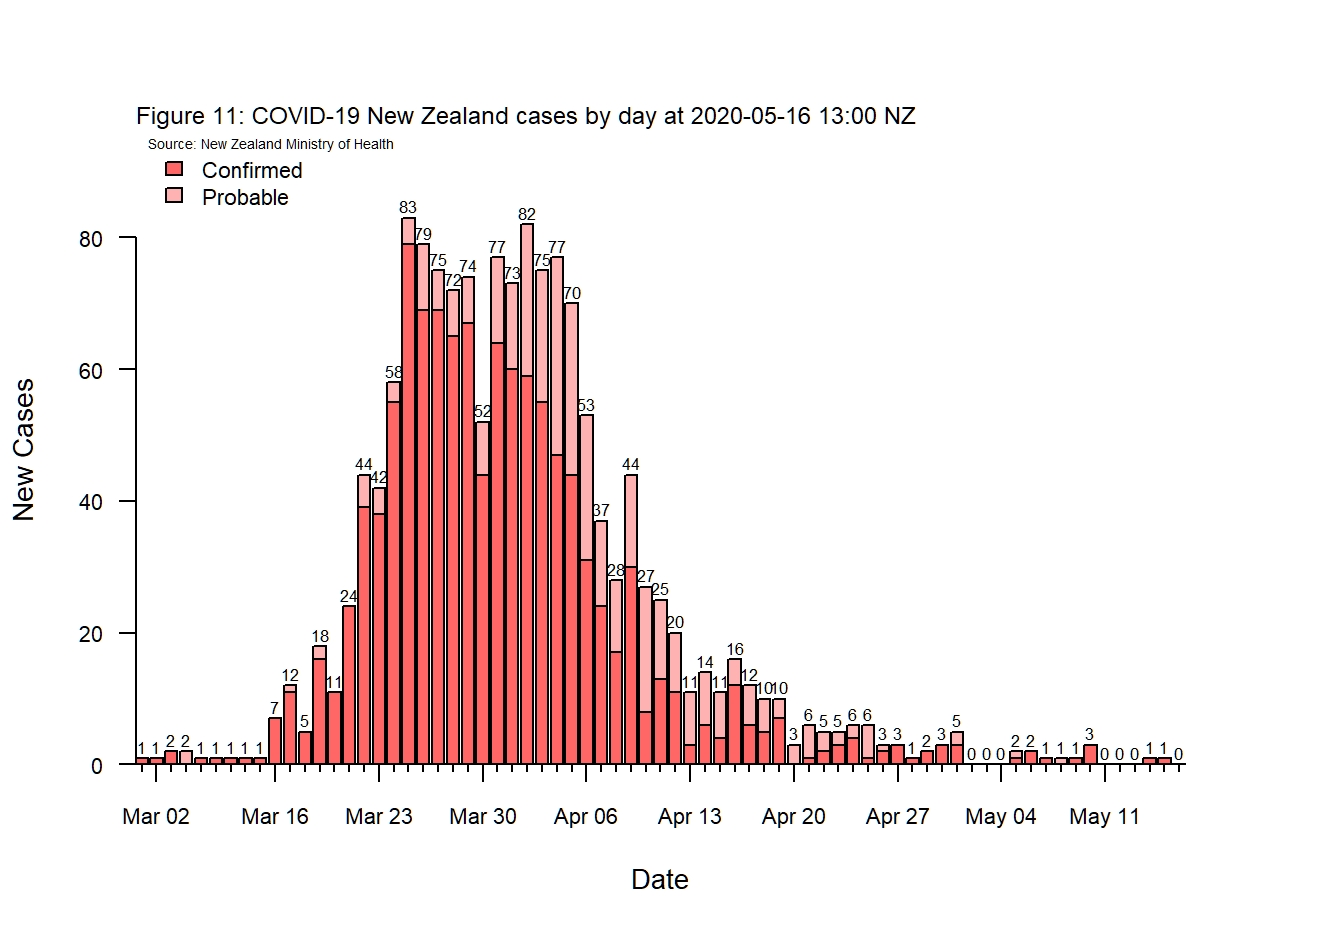 Figure 11: COVID-19 New Zealand cases by day at 2020-05-16 13:00 NZ
Source: New Zealand Ministry of Health
Confirmed
Probable
New Cases
80
60
40
20
0
1 1 2 2 1 1 1 1 1 7 12 5 18 11 24 44 42 58 83 79 75 72 74 52 77 73 82 75 77 70 53 37 28 44 27 25 20 11 14 11 16 12 10 10 3 6 5 5 6 6 3 3 1 2 3 5 0 0 0 2 2 1 1 1 3 0 0 0 1 1 0
Mar 02 Mar 16 Mar 23 Mar 30 Apr 06 Apr 13 Apr 20 Apr 27 May 04 May 11
Date